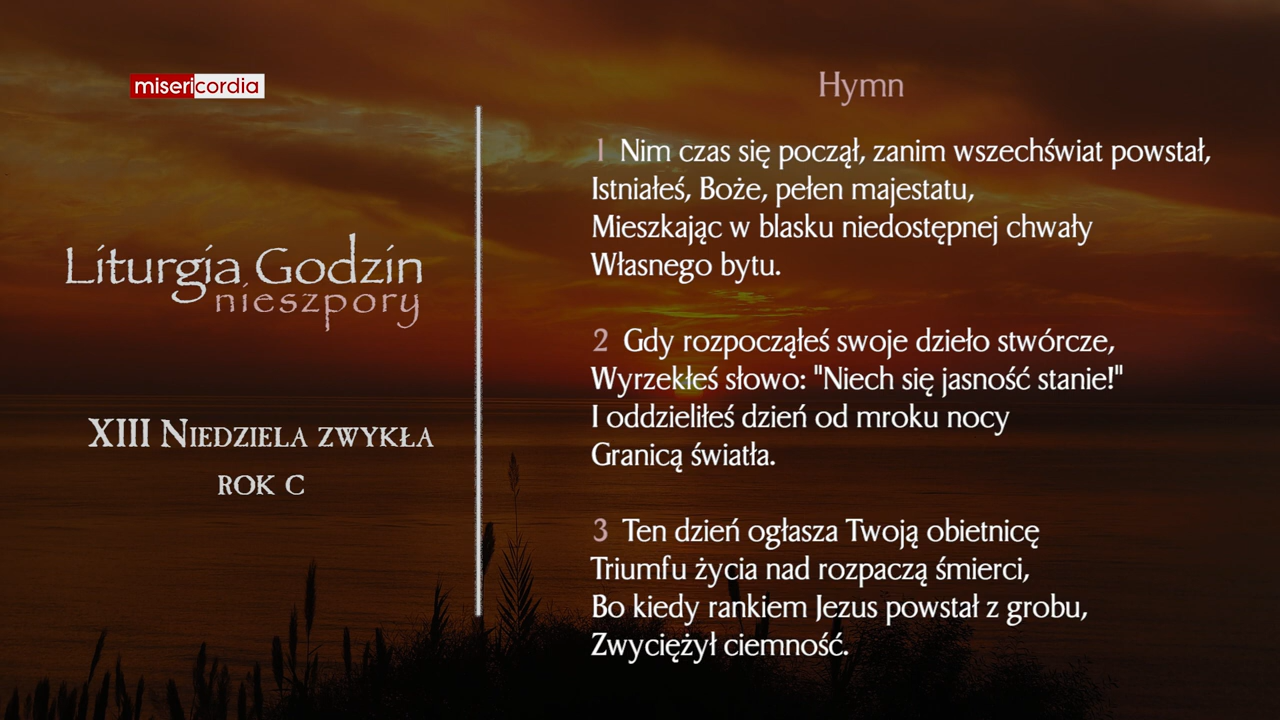 misericordia
Liturgia Godzin
nieszpory
XIII Niedziela zwykła
rok C
Hymn
1 Nim czas się począł, zanim wszechświat powstał,
Istniałeś, Boże, pełen majestatu,
Mieszkając w blasku niedostępnej chwały
Własnego bytu.
2 Gdy rozpocząłeś swoje dzieło stwórcze,
Wyrzekłeś słowo: "Niech się jasność stanie!"
I oddzieliłeś dzień od mroku nocy
Granicą światła.
3 Ten dzień ogłasza Twoją obietnicę
Triumfu życia nad rozpaczą śmierci,
Bo kiedy rankiem Jezus powstał z grobu,
Zwyciężył ciemność.